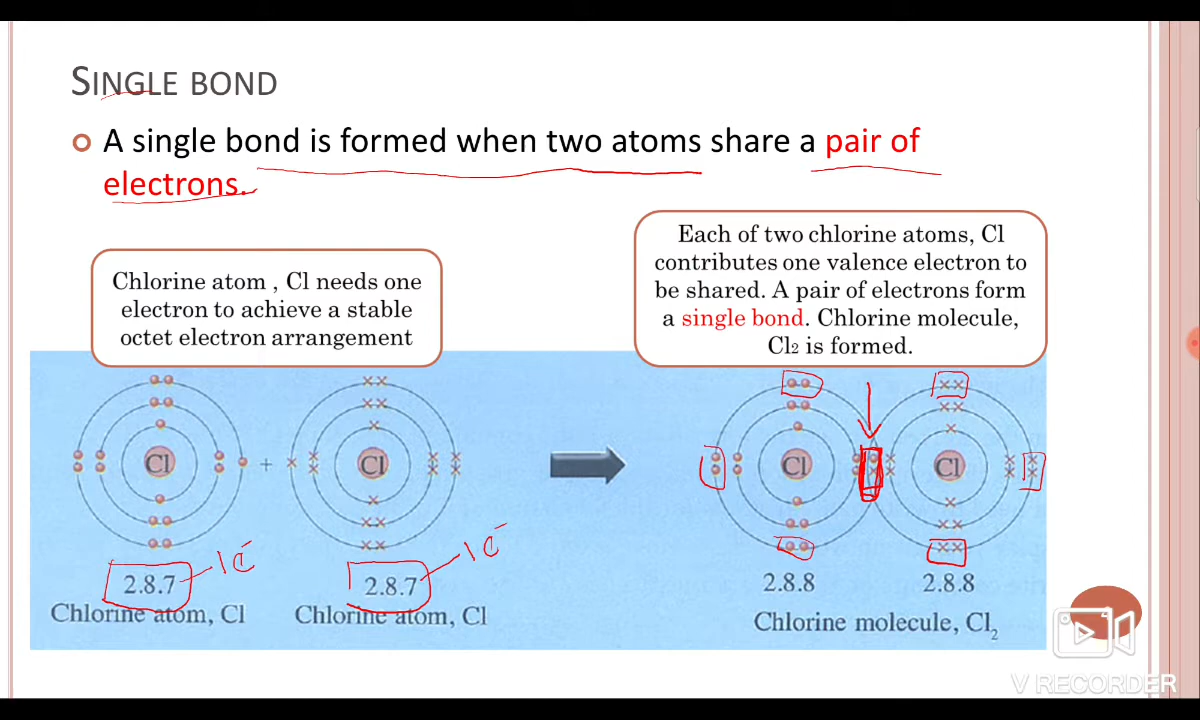 SINGLE BOND
A single bond is formed when two atoms share a pair of
electrons.
Chlorine atom , Cl needs one
electron to achieve a stable
octet electron arrangement
Each of two chlorine atoms, Cl
contributes one valence electron to
be shared. A pair of electrons form
a single bond. Chlorine molecule,
Cl₂ is formed.
Cl + Cl Cl Cl
2.8.7 1e⁻ 2.8.7 1e⁻ 2.8.8 2.8.8
Chlorine atom, Cl Chlorine atom, Cl Chlorine molecule, Cl₂
V RECORDER